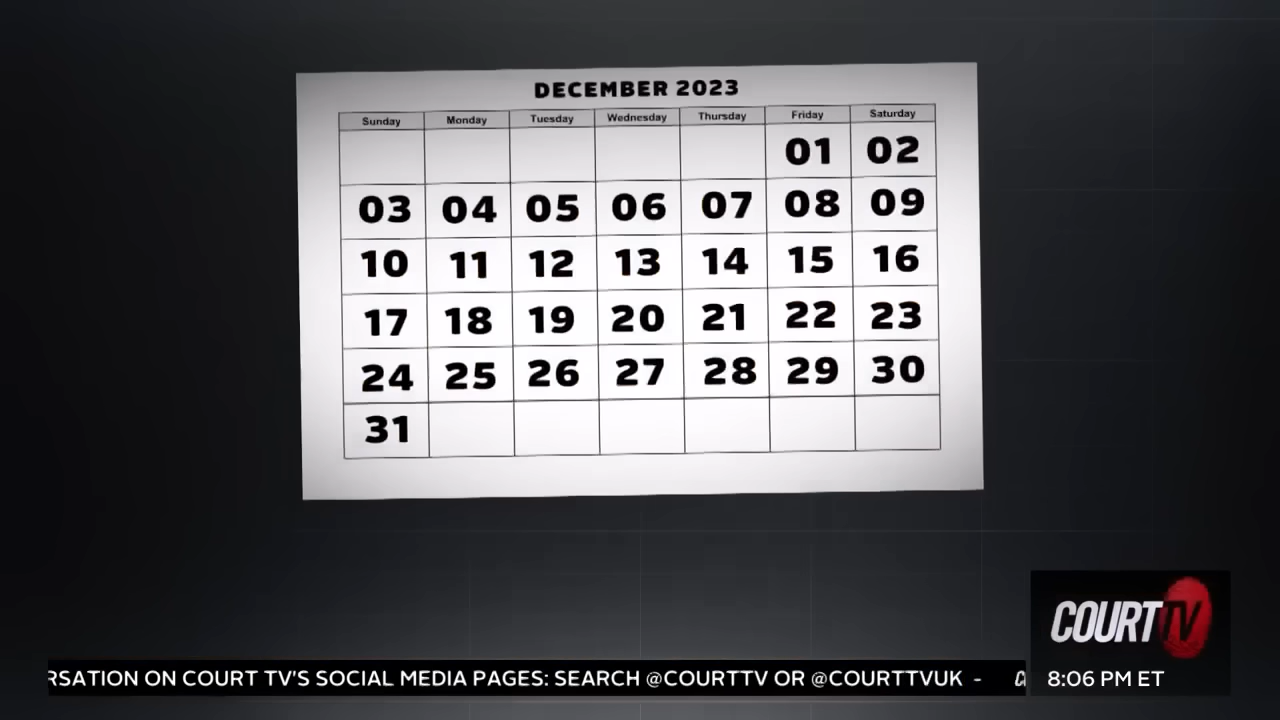 DECEMBER 2023
Sunday Monday Tuesday Wednesday Thursday Friday Saturday
01 02
03 04 05 06 07 08 09
10 11 12 13 14 15 16
17 18 19 20 21 22 23
24 25 26 27 28 29 30
31
COURT TV
RSATION ON COURT TV'S SOCIAL MEDIA PAGES: SEARCH @COURTTV OR @COURTTVUK -
8:06 PM ET